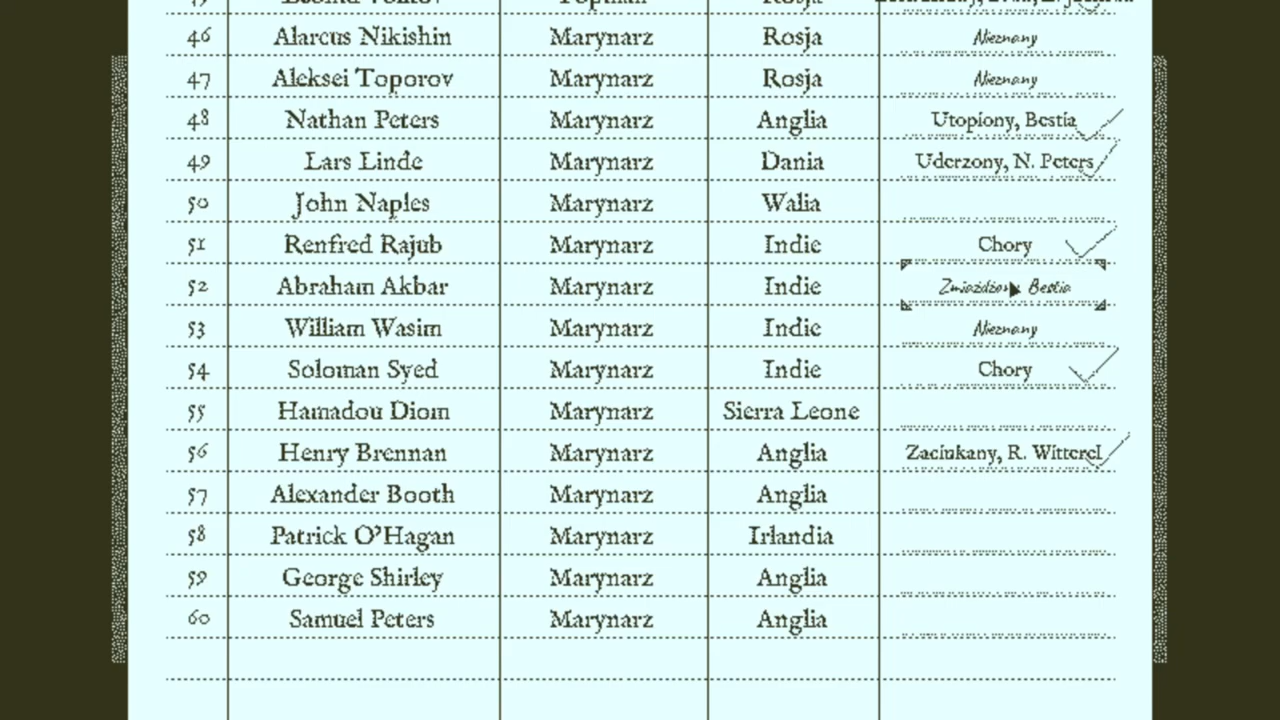 46 Alarcus Nikishin Marynarz Rosja Nieznany
47 Aleksei Toporov Marynarz Rosja Nieznany
48 Nathan Peters Marynarz Anglia Utopiony, Bestia
49 Lars Linde Marynarz Dania Uderzony, N. Peters
50 John Naples Marynarz Walia
51 Renfred Rajub Marynarz Indie Chory
52 Abraham Akbar Marynarz Indie Bestia
53 William Wasim Marynarz Indie Nieznany
54 Soloman Syed Marynarz Indie Chory
55 Hamadou Diom Marynarz Sierra Leone
56 Henry Brennan Marynarz Anglia Zaciukany, R. Witterel
57 Alexander Booth Marynarz Anglia
58 Patrick O'Hagan Marynarz Irlandia
59 George Shirley Marynarz Anglia
60 Samuel Peters Marynarz Anglia